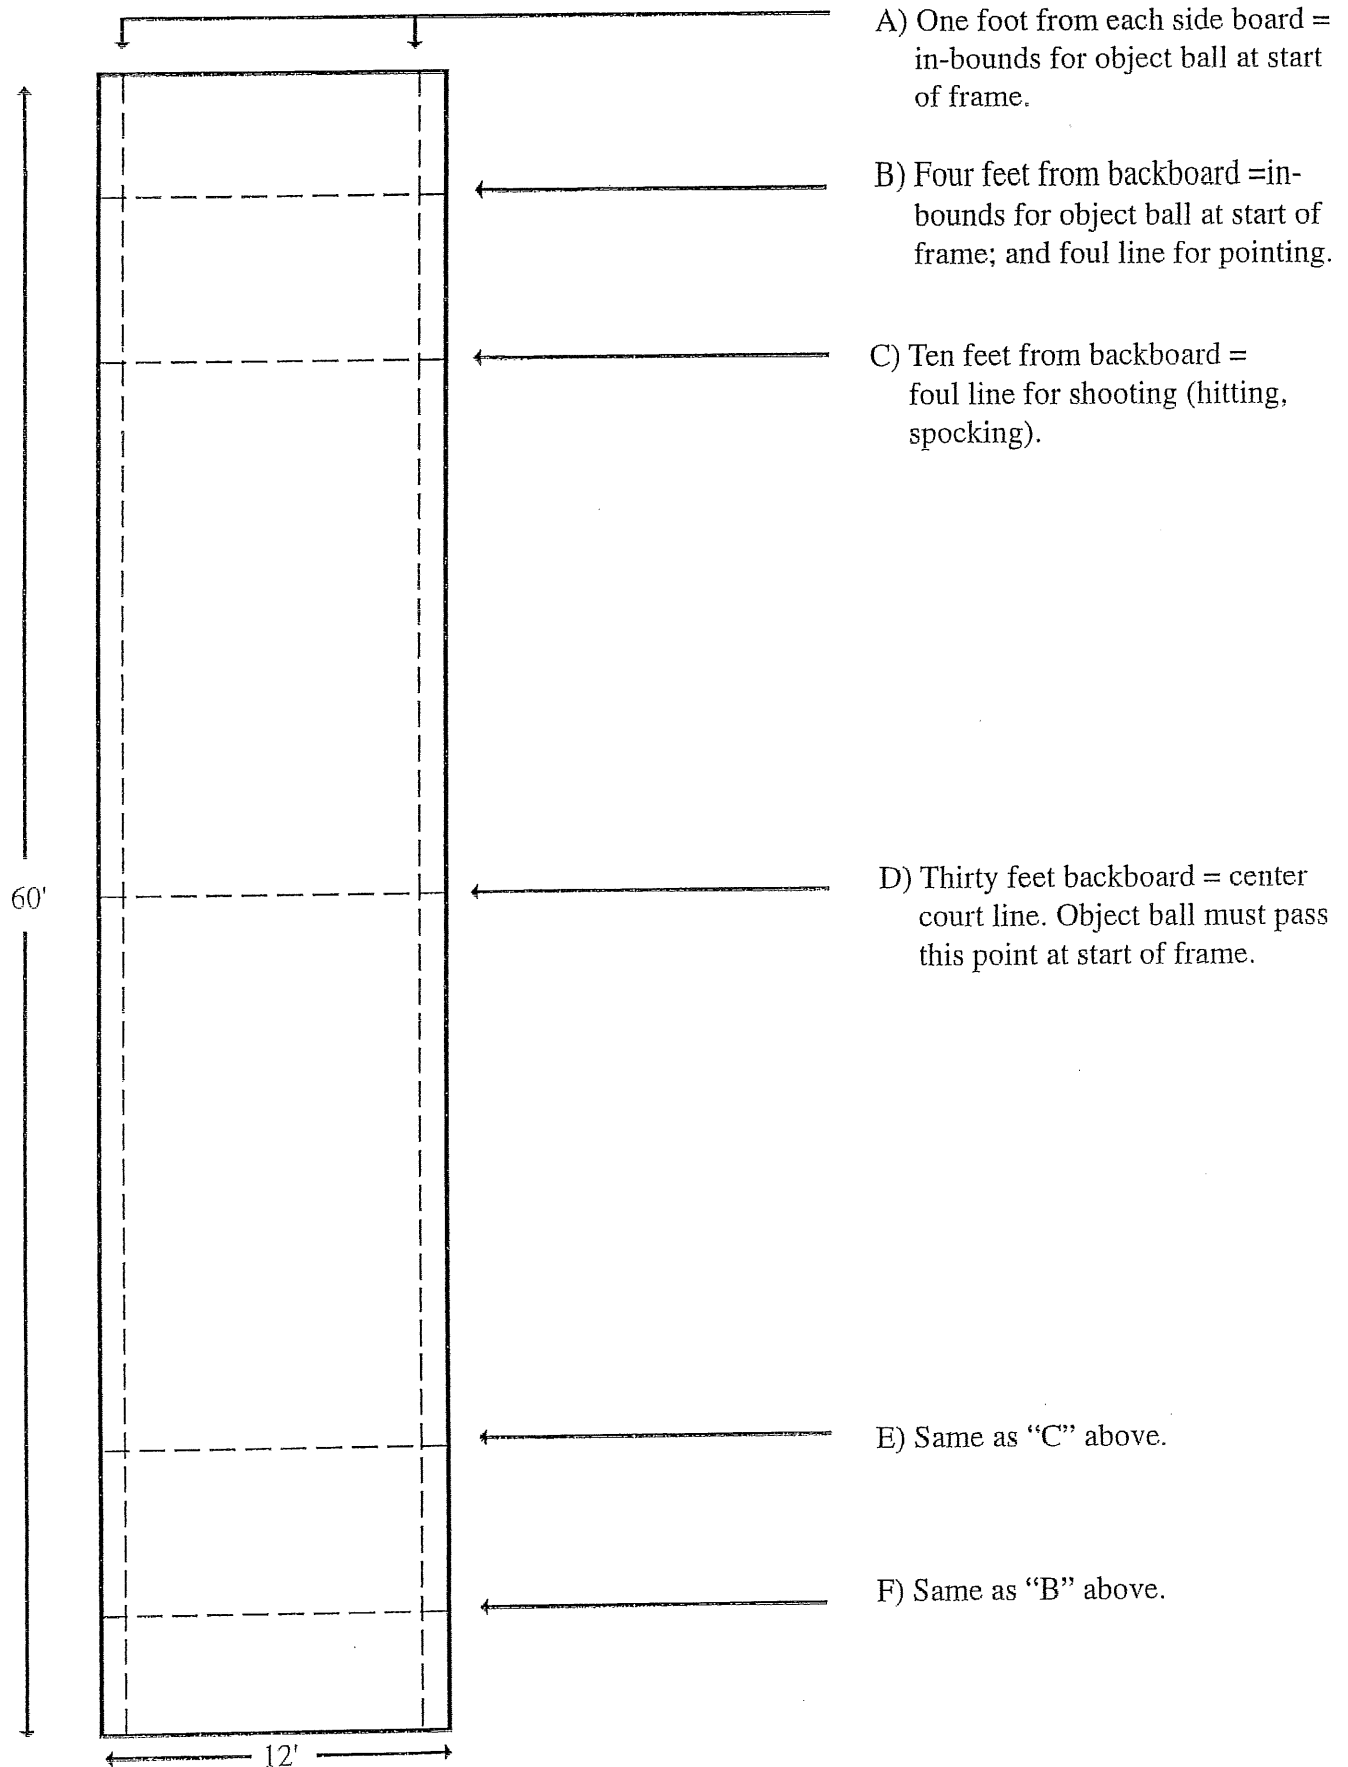 A) One foot from each side board =
in-bounds for object ball at start
of frame.
B) Four feet from backboard =in-
bounds for object ball at start of
frame; and foul line for pointing.
C) Ten feet from backboard =
foul line for shooting (hitting,
spocking).
60'
D) Thirty feet backboard = center
court line. Object ball must pass
this point at start of frame.
E) Same as “C” above.
F) Same as “B” above.
12'